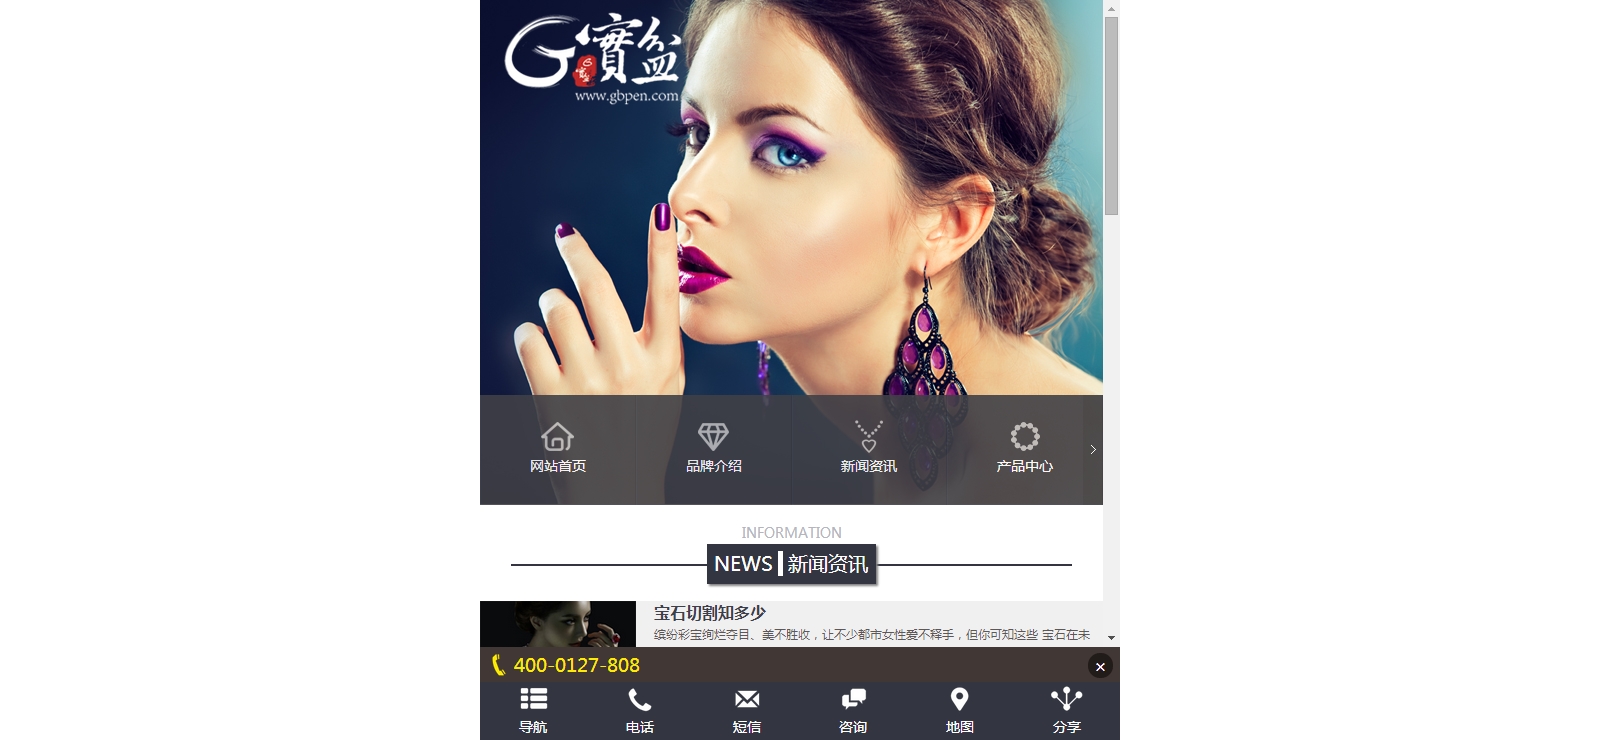 G寶盆
www.gbpen.com
网站首页
品牌介绍
新闻资讯
产品中心
INFORMATION
NEWS 新闻资讯
宝石切割知多少
缤纷彩宝绚烂夺目、美不胜收，让不少都市女性爱不释手，但你可知这些 宝石在未
400-0127-808
导航
电话
短信
咨询
地图
分享